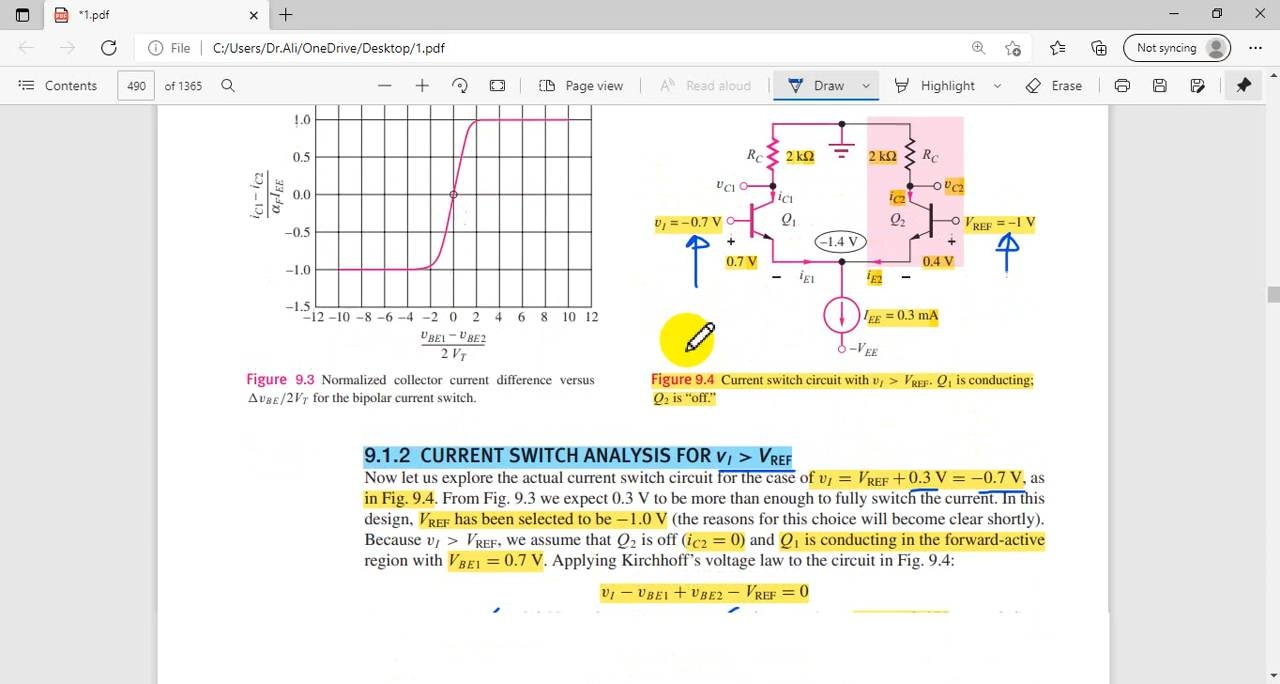 *1.pdf
File
C:/Users/Dr.Ali/OneDrive/Desktop/1.pdf
Not syncing
Contents
490
of 1365
Page view
Read aloud
Draw
Highlight
Erase
1.0
0.5
0.0
−0.5
−1.0
−1.5
iC1 − iC2
αF IEE
−12 −10 −8 −6 −4 −2 0 2 4 6 8 10 12
vBE1 − vBE2
2 VT
Figure 9.3 Normalized collector current difference versus
ΔvBE/2VT for the bipolar current switch.
RC 2 kΩ 2 kΩ RC
vC1 vC2
iC1 iC2
vI = −0.7 V Q1 Q2 VREF = −1 V
+ −1.4 V +
0.7 V 0.4 V
− iE1 iE2 −
IEE = 0.3 mA
−VEE
Figure 9.4 Current switch circuit with vI > VREF. Q1 is conducting;
Q2 is “off.”
9.1.2 CURRENT SWITCH ANALYSIS FOR vI > VREF
Now let us explore the actual current switch circuit for the case of vI = VREF + 0.3 V = −0.7 V, as
in Fig. 9.4. From Fig. 9.3 we expect 0.3 V to be more than enough to fully switch the current. In this
design, VREF has been selected to be −1.0 V (the reasons for this choice will become clear shortly).
Because vI > VREF, we assume that Q2 is off (iC2 = 0) and Q1 is conducting in the forward-active
region with VBE1 = 0.7 V. Applying Kirchhoff’s voltage law to the circuit in Fig. 9.4:
vI − vBE1 + vBE2 − VREF = 0